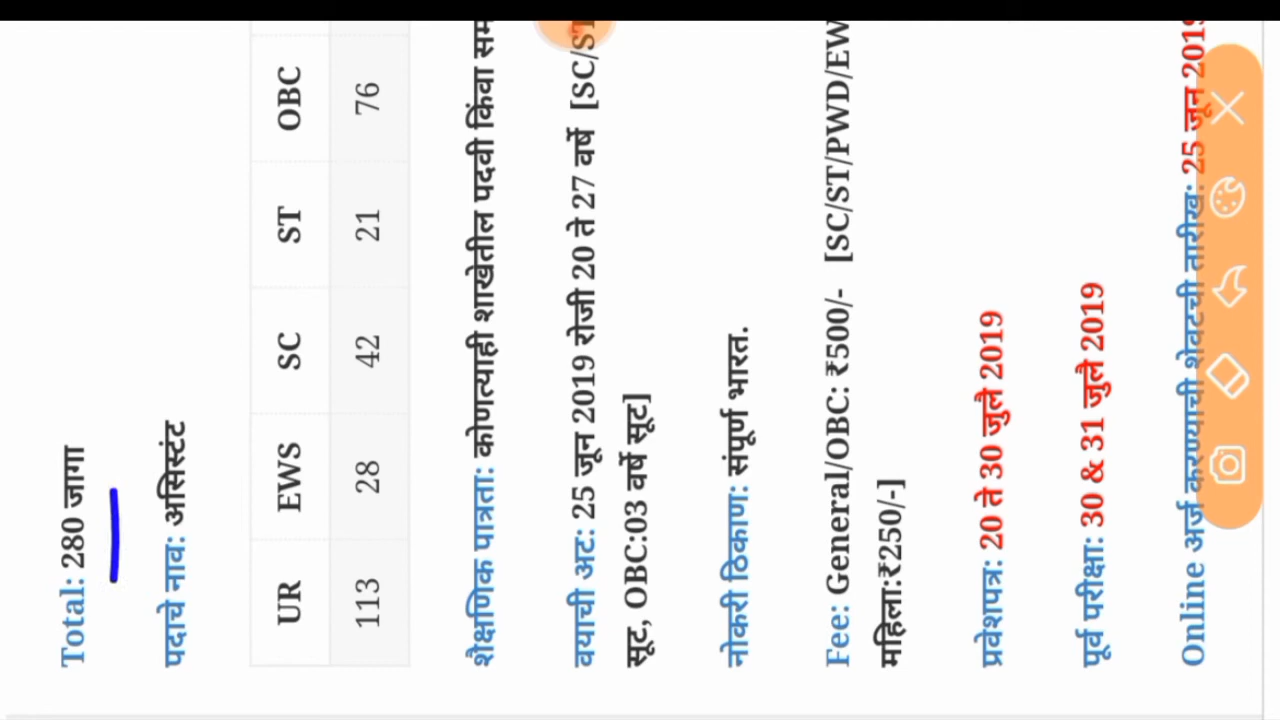 Total: 280 जागा
पदाचे नाव: असिस्टंट
UR EWS SC ST OBC
113 28 42 21 76
शैक्षणिक पात्रता: कोणत्याही शाखेतील पदवी किंवा सम
वयाची अट: 25 जून 2019 रोजी 20 ते 27 वर्षे [SC/ST
सूट, OBC:03 वर्षे सूट]
नोकरी ठिकाण: संपूर्ण भारत.
Fee: General/OBC: ₹500/- [SC/ST/PWD/EW
महिला:₹250/-]
प्रवेशपत्र: 20 ते 30 जुलै 2019
पूर्व परीक्षा: 30 & 31 जुलै 2019
Online अर्ज करण्याची शेवटची तारीख: 25 जून 2019